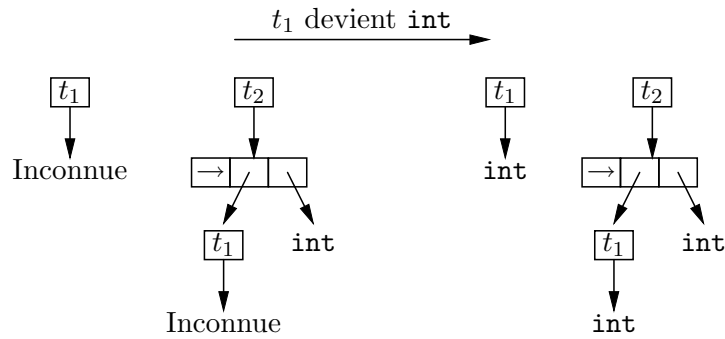 t₁ devient int
t₁ t₂ t₁ t₂
Inconnue → int →
t₁ int t₁ int
Inconnue int